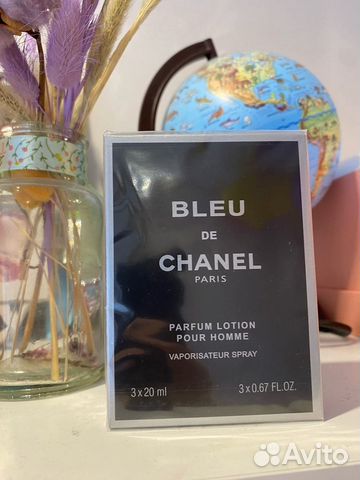 BLEU
DE
CHANEL
PARIS
PARFUM LOTION
POUR HOMME
VAPORISATEUR SPRAY
3 x 20 ml 3 x 0.67 FL.OZ.
Avito